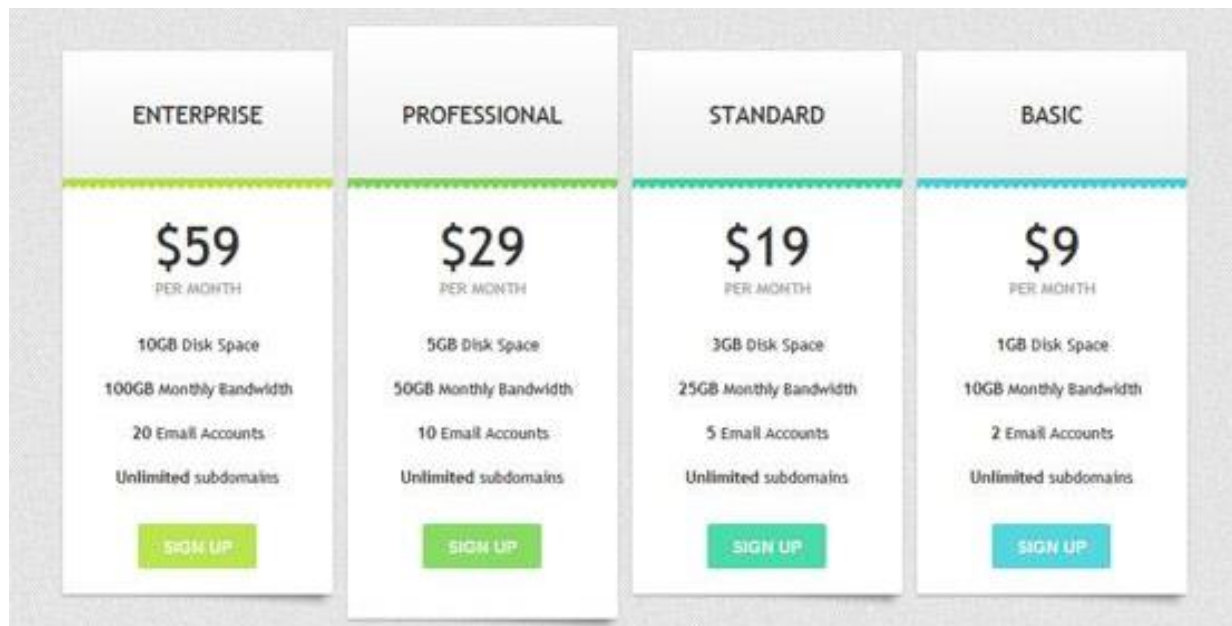 ENTERPRISE
$59
PER MONTH
10GB Disk Space
100GB Monthly Bandwidth
20 Email Accounts
Unlimited subdomains
SIGN UP
PROFESSIONAL
$29
PER MONTH
5GB Disk Space
50GB Monthly Bandwidth
10 Email Accounts
Unlimited subdomains
SIGN UP
STANDARD
$19
PER MONTH
3GB Disk Space
25GB Monthly Bandwidth
5 Email Accounts
Unlimited subdomains
SIGN UP
BASIC
$9
PER MONTH
1GB Disk Space
10GB Monthly Bandwidth
2 Email Accounts
Unlimited subdomains
SIGN UP